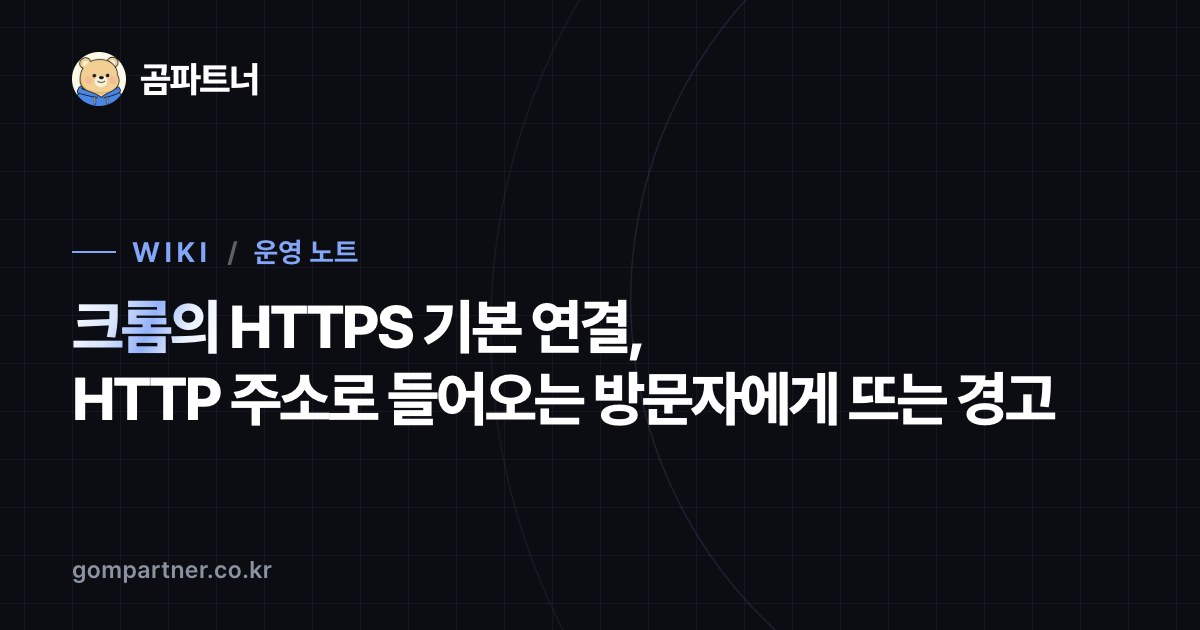 곰파트너
WIKI / 운영 노트
크롬의 HTTPS 기본 연결,
HTTP 주소로 들어오는 방문자에게 뜨는 경고
gompartner.co.kr